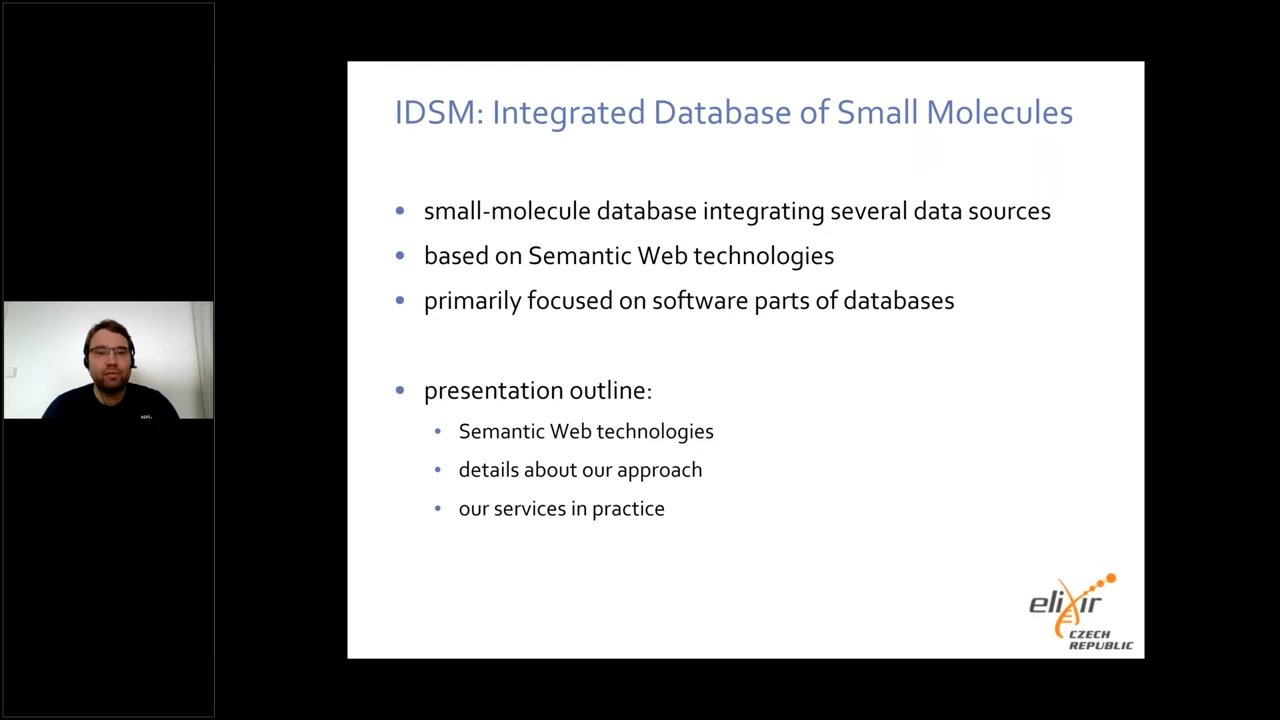 IDSM: Integrated Database of Small Molecules
• small-molecule database integrating several data sources
• based on Semantic Web technologies
• primarily focused on software parts of databases
• presentation outline:
• Semantic Web technologies
• details about our approach
• our services in practice
elixir
CZECH
REPUBLIC